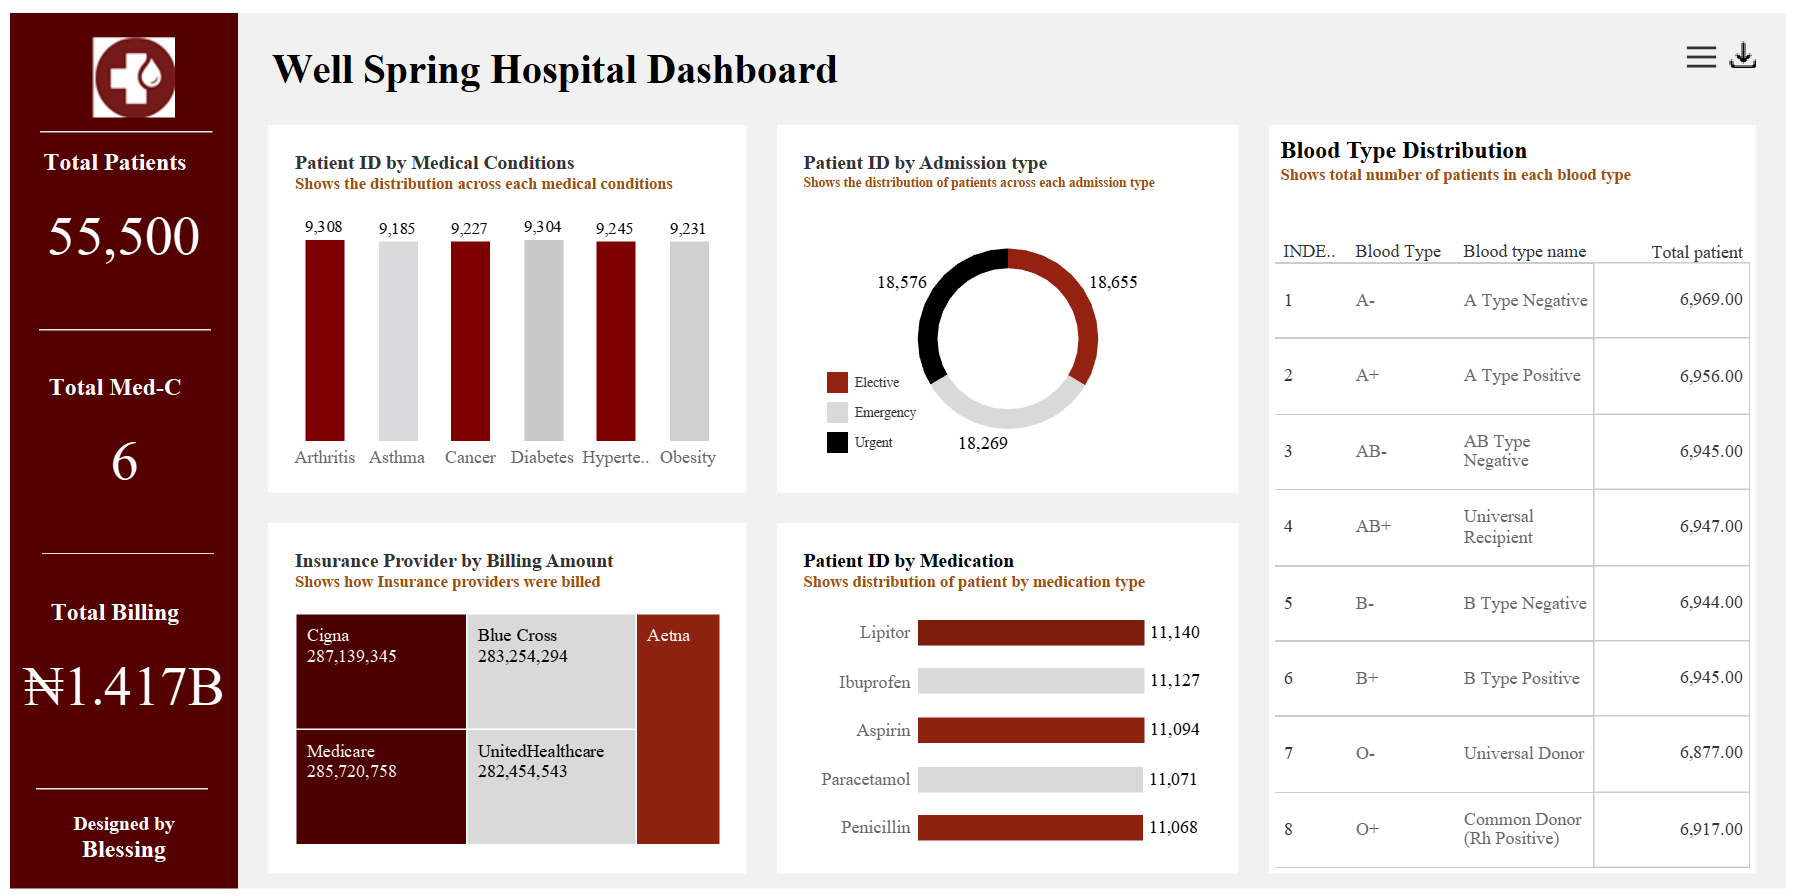 Well Spring Hospital Dashboard
Total Patients
55,500
Total Med-C
6
Total Billing
₦1.417B
Designed by
Blessing
Patient ID by Medical Conditions
Shows the distribution across each medical conditions
9,308 9,185 9,227 9,304 9,245 9,231
Arthritis Asthma Cancer Diabetes Hyperte.. Obesity
Patient ID by Admission type
Shows the distribution of patients across each admission type
18,576 18,655
Elective
Emergency
Urgent
18,269
Insurance Provider by Billing Amount
Shows how Insurance providers were billed
Cigna
287,139,345
Blue Cross
283,254,294
Aetna
Medicare
285,720,758
UnitedHealthcare
282,454,543
Patient ID by Medication
Shows distribution of patient by medication type
Lipitor 11,140
Ibuprofen 11,127
Aspirin 11,094
Paracetamol 11,071
Penicillin 11,068
Blood Type Distribution
Shows total number of patients in each blood type
INDE.. Blood Type Blood type name Total patient
1 A- A Type Negative 6,969.00
2 A+ A Type Positive 6,956.00
3 AB- AB Type
Negative 6,945.00
4 AB+ Universal
Recipient 6,947.00
5 B- B Type Negative 6,944.00
6 B+ B Type Positive 6,945.00
7 O- Universal Donor 6,877.00
8 O+ Common Donor
(Rh Positive) 6,917.00